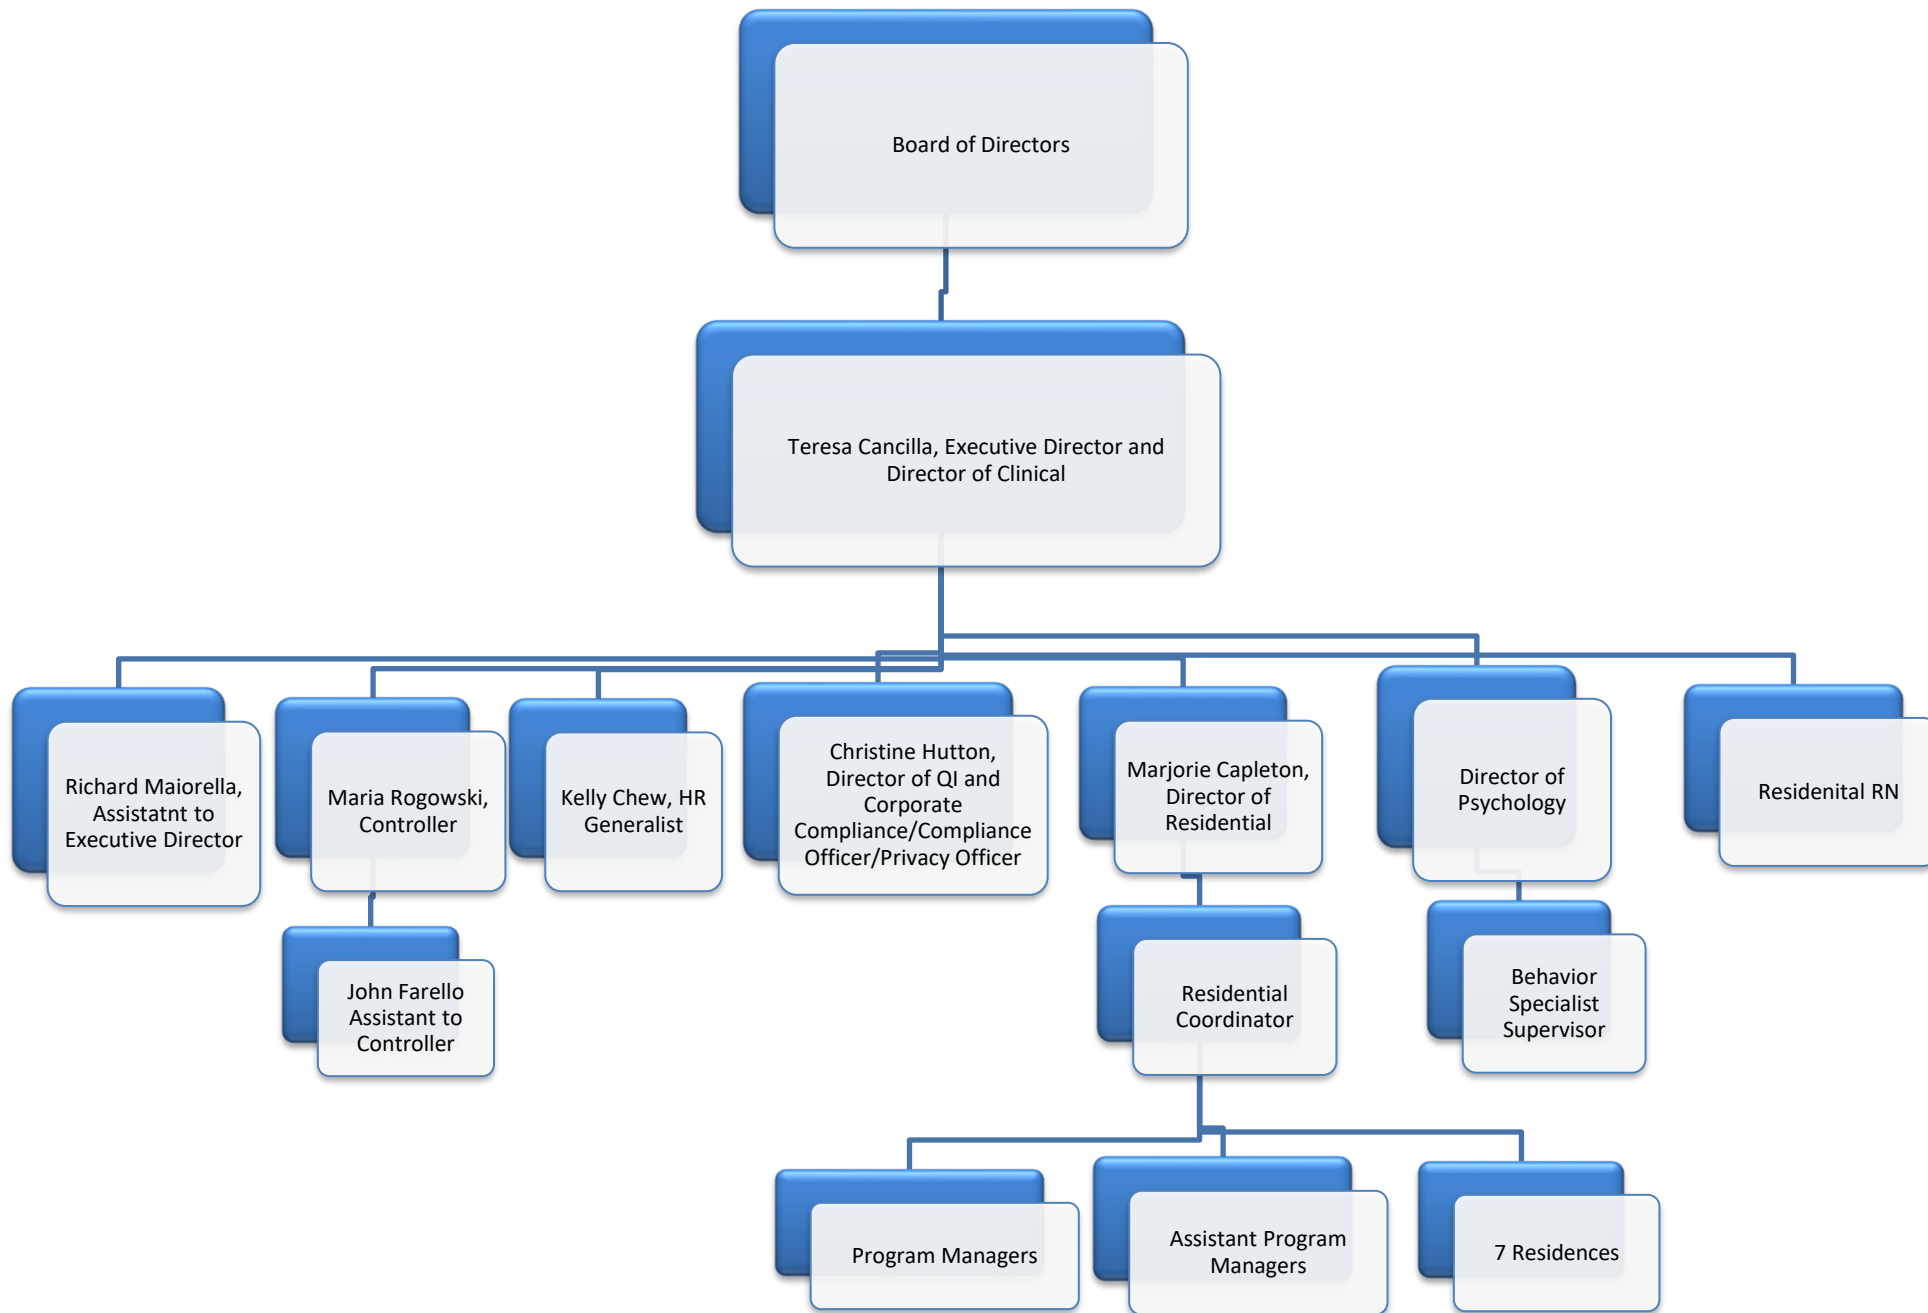 Board of Directors
Teresa Cancilla, Executive Director and
Director of Clinical
Richard Maiorella,
Assistatnt to
Executive Director
Maria Rogowski,
Controller
Kelly Chew, HR
Generalist
Christine Hutton,
Director of QI and
Corporate
Compliance/Compliance
Officer/Privacy Officer
Marjorie Capleton,
Director of
Residential
Director of
Psychology
Residenital RN
John Farello
Assistant to
Controller
Residential
Coordinator
Behavior
Specialist
Supervisor
Program Managers
Assistant Program
Managers
7 Residences